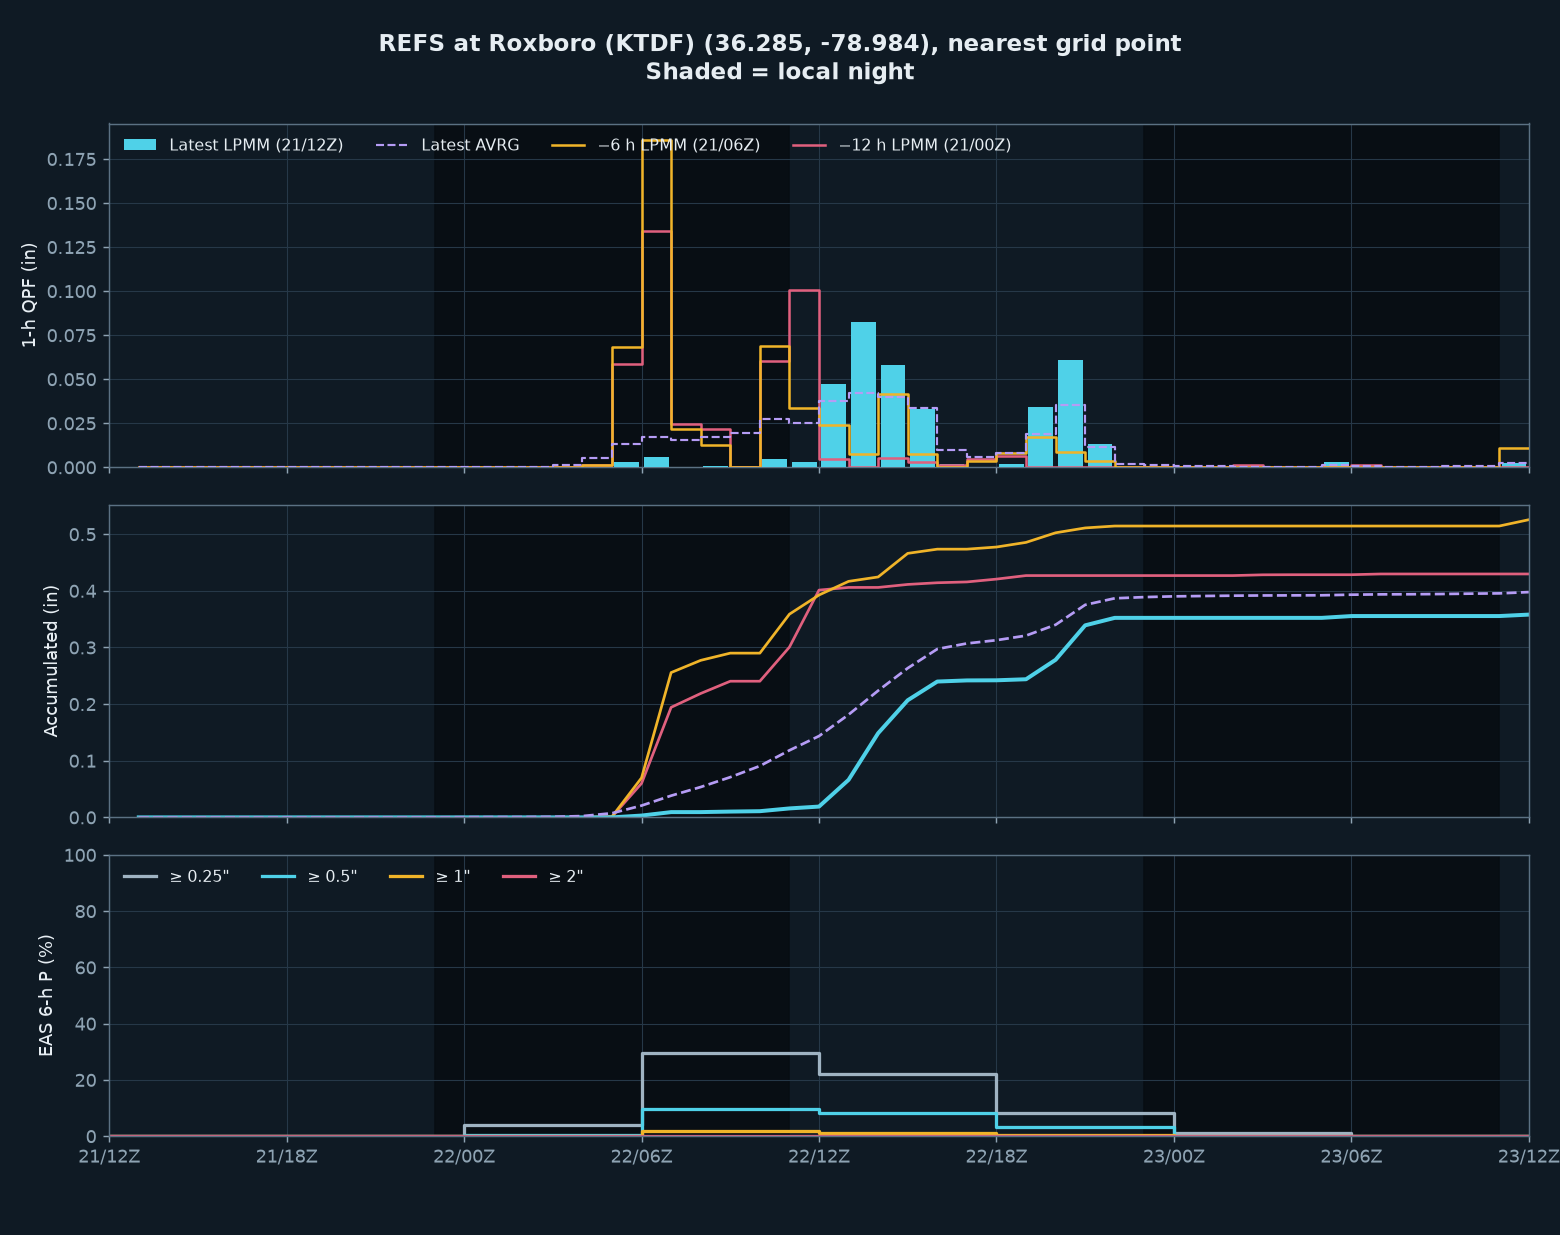 REFS at Roxboro (KTDF) (36.285, -78.984), nearest grid point
Shaded = local night
Latest LPMM (21/12Z) Latest AVRG −6 h LPMM (21/06Z) −12 h LPMM (21/00Z)
1-h QPF (in)
0.175
0.150
0.125
0.100
0.075
0.050
0.025
0.000
Accumulated (in)
0.5
0.4
0.3
0.2
0.1
0.0
EAS 6-h P (%)
≥ 0.25" ≥ 0.5" ≥ 1" ≥ 2"
100
80
60
40
20
0
21/12Z 21/18Z 22/00Z 22/06Z 22/12Z 22/18Z 23/00Z 23/06Z 23/12Z